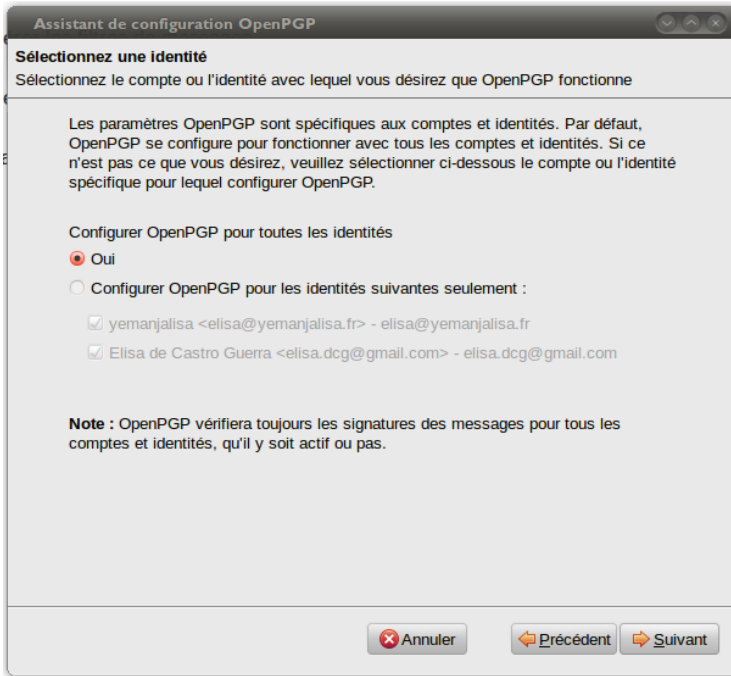 Assistant de configuration OpenPGP
Sélectionnez une identité
Sélectionnez le compte ou l'identité avec lequel vous désirez que OpenPGP fonctionne
Les paramètres OpenPGP sont spécifiques aux comptes et identités. Par défaut,
OpenPGP se configure pour fonctionner avec tous les comptes et identités. Si ce
n'est pas ce que vous désirez, veuillez sélectionner ci-dessous le compte ou l'identité
spécifique pour lequel configurer OpenPGP.
Configurer OpenPGP pour toutes les identités
Oui
Configurer OpenPGP pour les identités suivantes seulement :
yemanjalisa <elisa@yemanjalisa.fr> - elisa@yemanjalisa.fr
Elisa de Castro Guerra <elisa.dcg@gmail.com> - elisa.dcg@gmail.com
Note : OpenPGP vérifiera toujours les signatures des messages pour tous les
comptes et identités, qu'il y soit actif ou pas.
Annuler
Précédent
Suivant